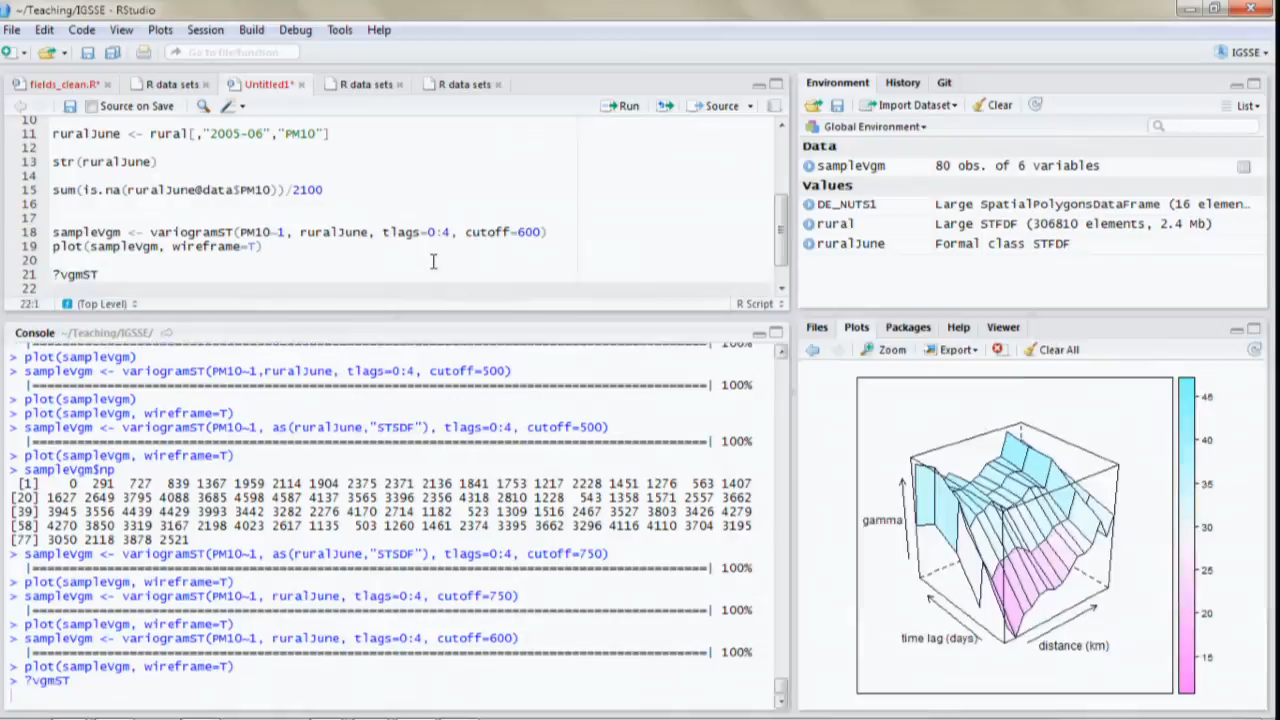 ~/Teaching/IGSSE - RStudio
File Edit Code View Plots Session Build Debug Tools Help
Go to file/function
IGSSE
fields_clean.R* R data sets Untitled1* R data sets R data sets
Source on Save Run Source
10
11 ruralJune <- rural[,"2005-06","PM10"]
12
13 str(ruralJune)
14
15 sum(is.na(ruralJune@data$PM10))/2100
16
17
18 sampleVgm <- variogramST(PM10~1, ruralJune, tlags=0:4, cutoff=600)
19 plot(sampleVgm, wireframe=T)
20
21 ?vgmST
22
22:1 (Top Level) R Script
Console ~/Teaching/IGSSE/
100%
> plot(sampleVgm)
> sampleVgm <- variogramST(PM10~1,ruralJune, tlags=0:4, cutoff=500)
|======================================================================| 100%
> plot(sampleVgm)
> plot(sampleVgm, wireframe=T)
> sampleVgm <- variogramST(PM10~1, as(ruralJune,"STSDF"), tlags=0:4, cutoff=500)
|======================================================================| 100%
> plot(sampleVgm, wireframe=T)
> sampleVgm$np
[1] 0 291 727 839 1367 1959 2114 1904 2375 2371 2136 1841 1753 1217 2228 1451 1276 563 1407
[20] 1627 2649 3795 4088 3685 4598 4587 4137 3565 3396 2356 4318 2810 1228 543 1358 1571 2557 3662
[39] 3945 3556 4439 4429 3993 3442 3282 2276 4170 2714 1182 523 1309 1516 2467 3527 3803 3426 4279
[58] 4270 3850 3319 3167 2198 4023 2617 1135 503 1260 1461 2374 3395 3662 3296 4116 4110 3704 3195
[77] 3050 2118 3878 2521
> sampleVgm <- variogramST(PM10~1, as(ruralJune,"STSDF"), tlags=0:4, cutoff=750)
|======================================================================| 100%
> plot(sampleVgm, wireframe=T)
> sampleVgm <- variogramST(PM10~1, ruralJune, tlags=0:4, cutoff=750)
|======================================================================| 100%
> plot(sampleVgm, wireframe=T)
> sampleVgm <- variogramST(PM10~1, ruralJune, tlags=0:4, cutoff=600)
|======================================================================| 100%
> plot(sampleVgm, wireframe=T)
> ?vgmST
Environment History Git
Import Dataset Clear List
Global Environment
Data
sampleVgm 80 obs. of 6 variables
Values
DE_NUTS1 Large SpatialPolygonsDataFrame (16 elemen…
rural Large STFDF (306810 elements, 2.4 Mb)
ruralJune Formal class STFDF
Files Plots Packages Help Viewer
Zoom Export Clear All
gamma
time lag (days)
distance (km)
45
40
35
30
25
20
15